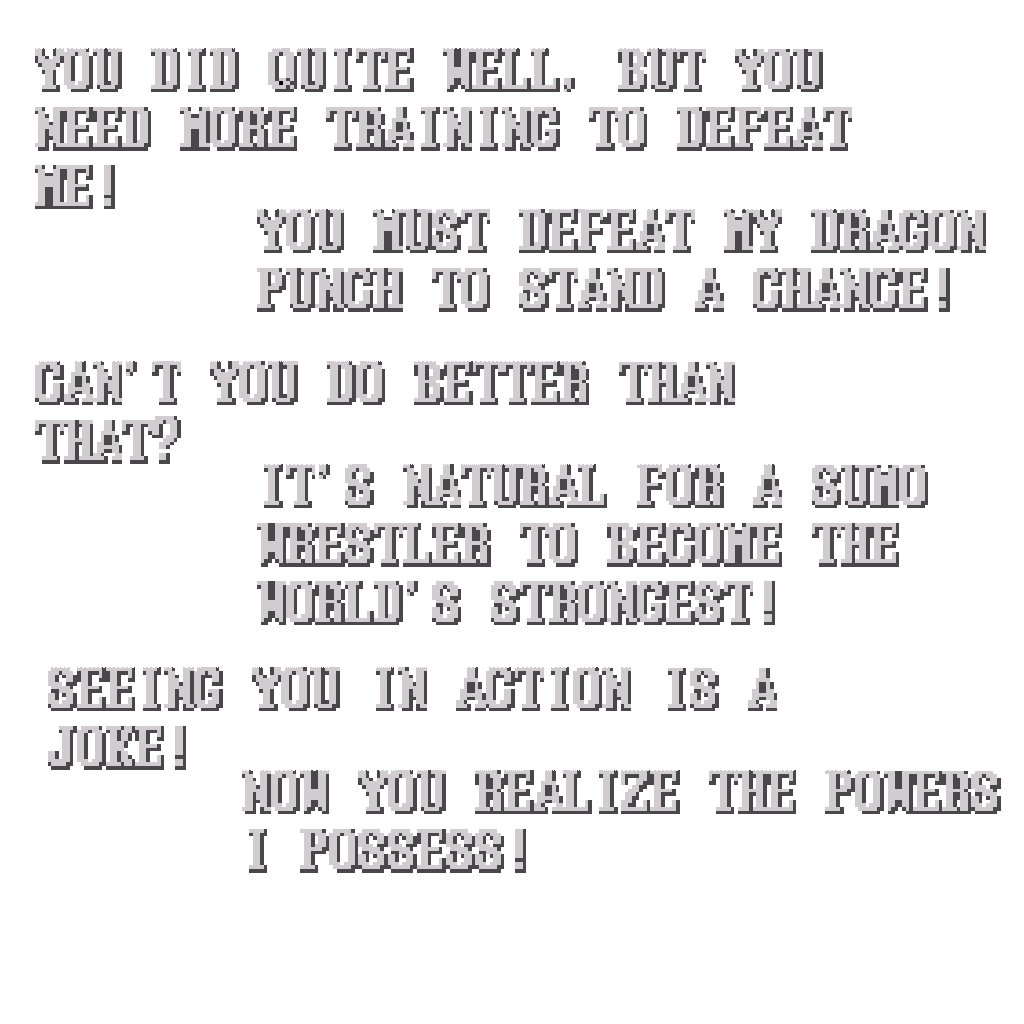 YOU DID QUITE WELL, BUT YOU
NEED MORE TRAINING TO DEFEAT
ME!
YOU MUST DEFEAT MY DRAGON
PUNCH TO STAND A CHANCE!
CAN'T YOU DO BETTER THAN
THAT?
IT'S NATURAL FOR A SUMO
WRESTLER TO BECOME THE
WORLD'S STRONGEST!
SEEING YOU IN ACTION IS A
JOKE!
NOW YOU REALIZE THE POWERS
I POSSESS!